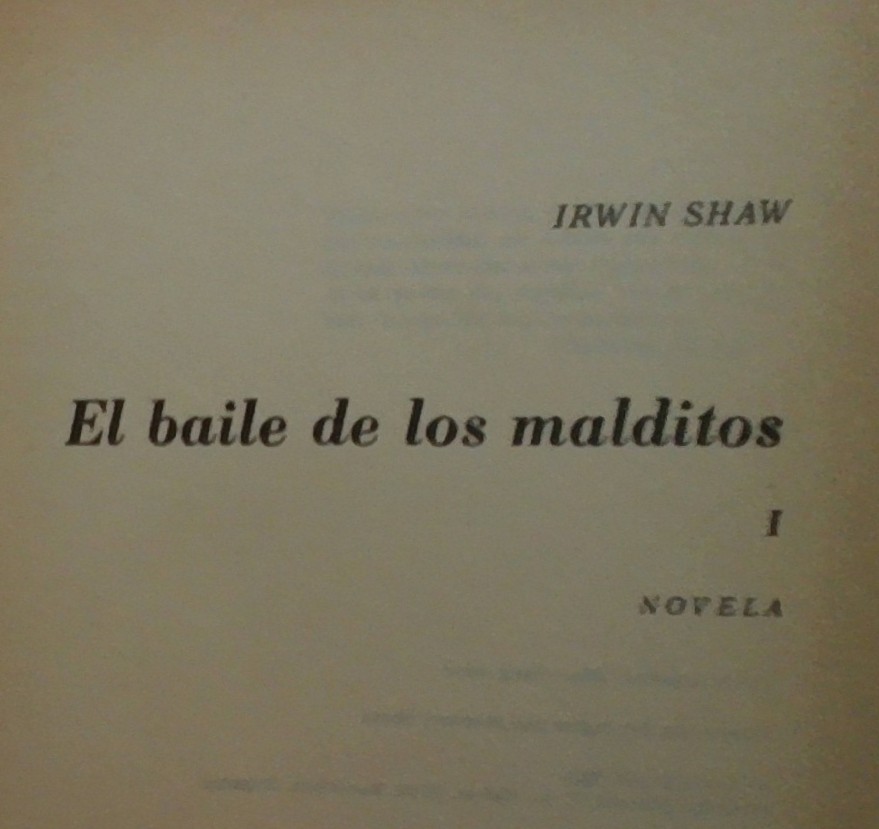 IRWIN SHAW
El baile de los malditos
I
NOVELA